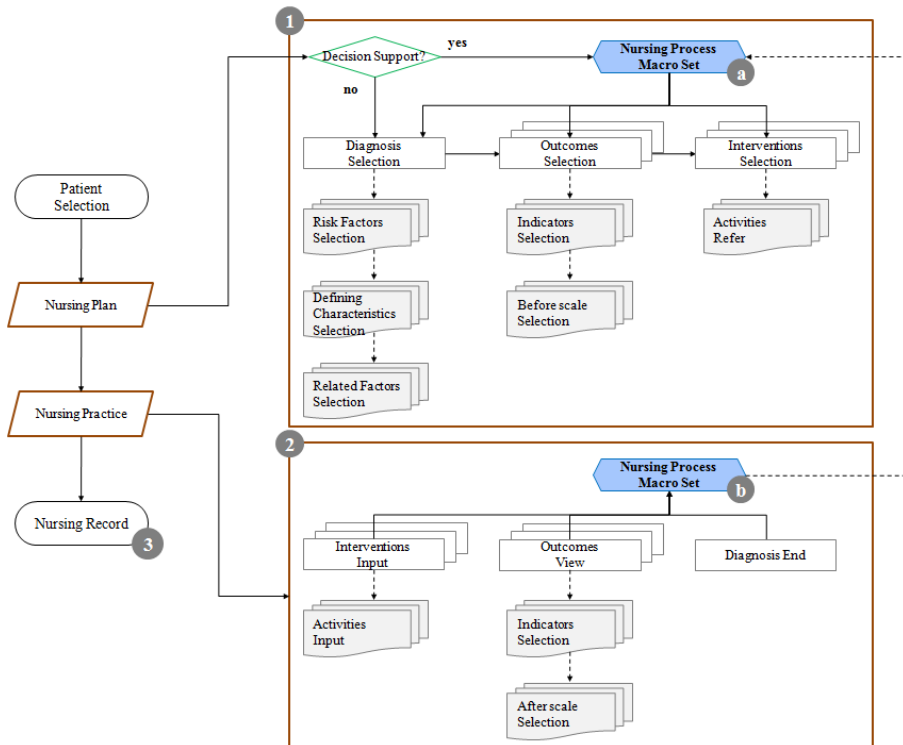 1
Decision Support?
yes
no
Nursing Process
Macro Set
a
Diagnosis
Selection
Outcomes
Selection
Interventions
Selection
Risk Factors
Selection
Indicators
Selection
Activities
Refer
Defining
Characteristics
Selection
Before scale
Selection
Related Factors
Selection
Patient
Selection
Nursing Plan
Nursing Practice
Nursing Record
3
2
Nursing Process
Macro Set
b
Interventions
Input
Outcomes
View
Diagnosis End
Activities
Input
Indicators
Selection
After scale
Selection